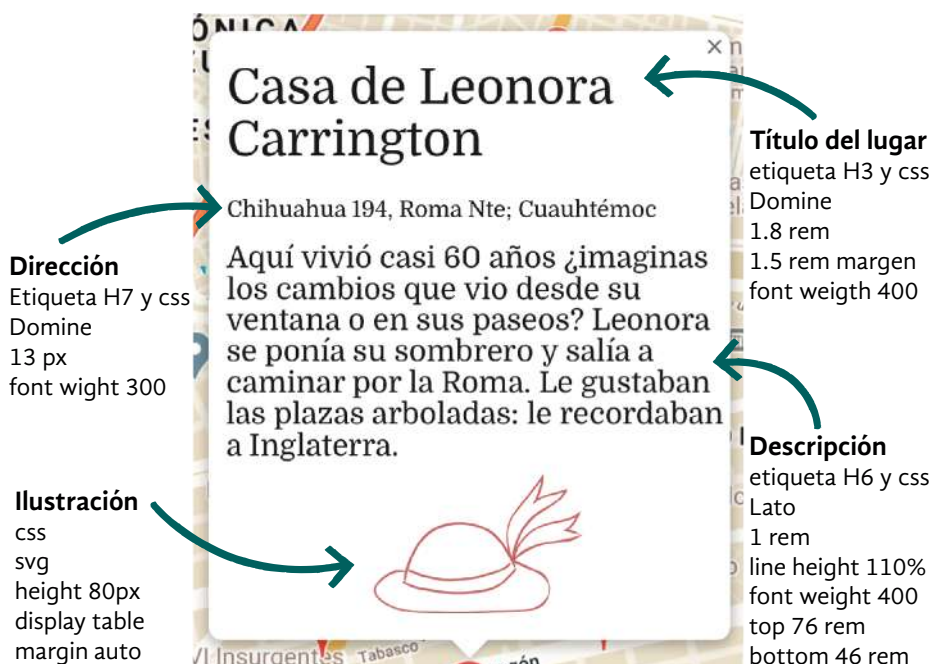 ÓNICA
×
Casa de Leonora
Carrington
Chihuahua 194, Roma Nte; Cuauhtémoc
Aquí vivió casi 60 años ¿imaginas
los cambios que vio desde su
ventana o en sus paseos? Leonora
se ponía su sombrero y salía a
caminar por la Roma. Le gustaban
las plazas arboladas: le recordaban
a Inglaterra.
Título del lugar
etiqueta H3 y css
Domine
1.8 rem
1.5 rem margen
font weigth 400
Dirección
Etiqueta H7 y css
Domine
13 px
font wight 300
Descripción
etiqueta H6 y css
Lato
1 rem
line height 110%
font weight 400
top 76 rem
bottom 46 rem
Ilustración
css
svg
height 80px
display table
margin auto
Insurgentes
Tabasco